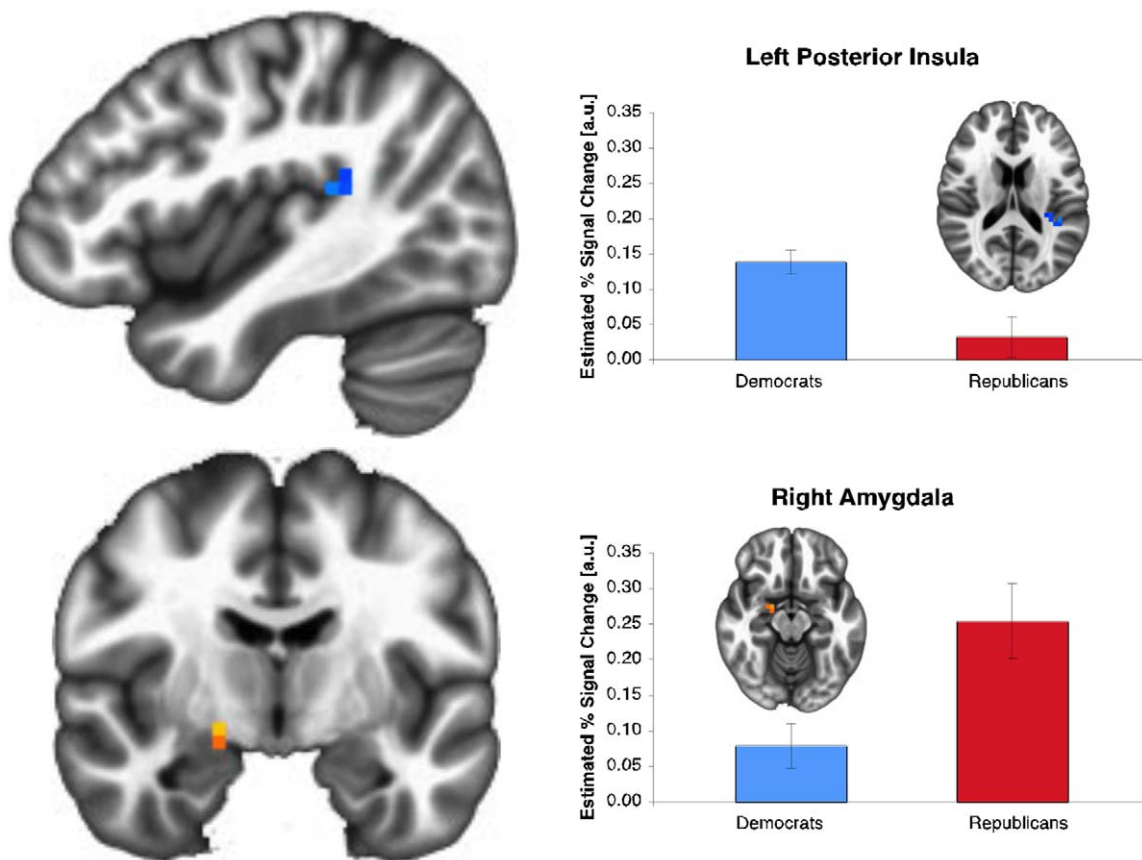 Left Posterior Insula
Estimated % Signal Change [a.u.]
0.35
0.30
0.25
0.20
0.15
0.10
0.05
0.00
Democrats
Republicans
Right Amygdala
Estimated % Signal Change [a.u.]
0.35
0.30
0.25
0.20
0.15
0.10
0.05
0.00
Democrats
Republicans